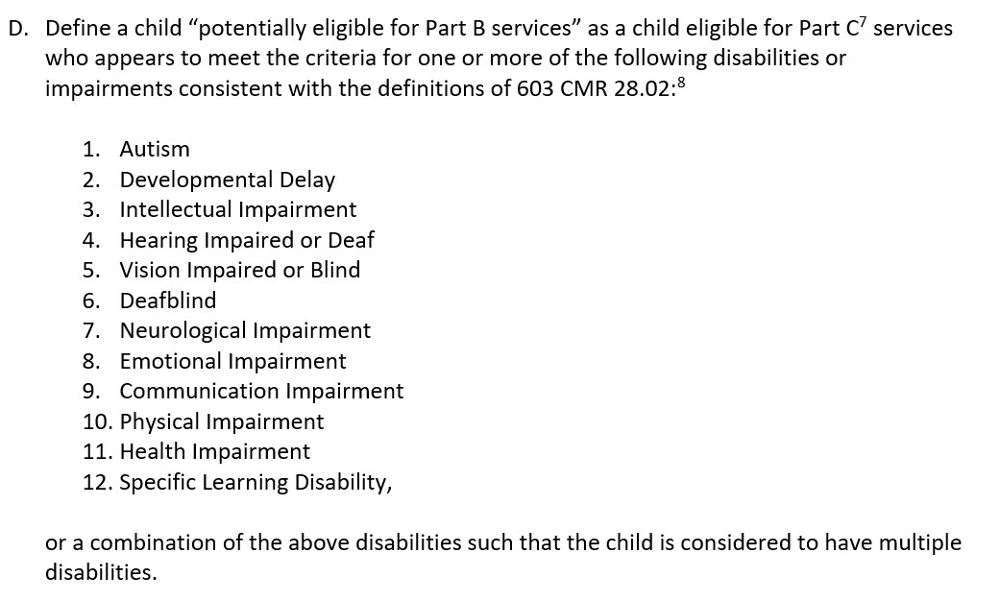 D. Define a child “potentially eligible for Part B services” as a child eligible for Part C⁷ services
who appears to meet the criteria for one or more of the following disabilities or
impairments consistent with the definitions of 603 CMR 28.02:⁸
1. Autism
2. Developmental Delay
3. Intellectual Impairment
4. Hearing Impaired or Deaf
5. Vision Impaired or Blind
6. Deafblind
7. Neurological Impairment
8. Emotional Impairment
9. Communication Impairment
10. Physical Impairment
11. Health Impairment
12. Specific Learning Disability,
or a combination of the above disabilities such that the child is considered to have multiple
disabilities.